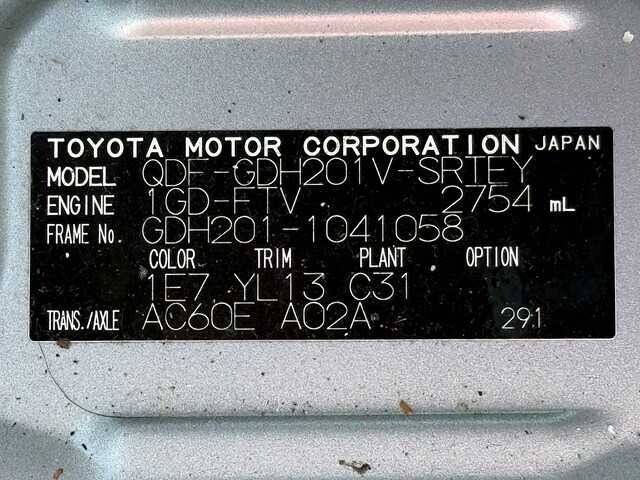 TOYOTA MOTOR CORPORATION JAPAN
MODEL QDF-GDH201V-SRTEY
ENGINE 1GD-FTV 2754 mL
FRAME No. GDH201-1041058
COLOR TRIM PLANT OPTION
1E7 YL13 C31
TRANS./AXLE AC60E A02A 291